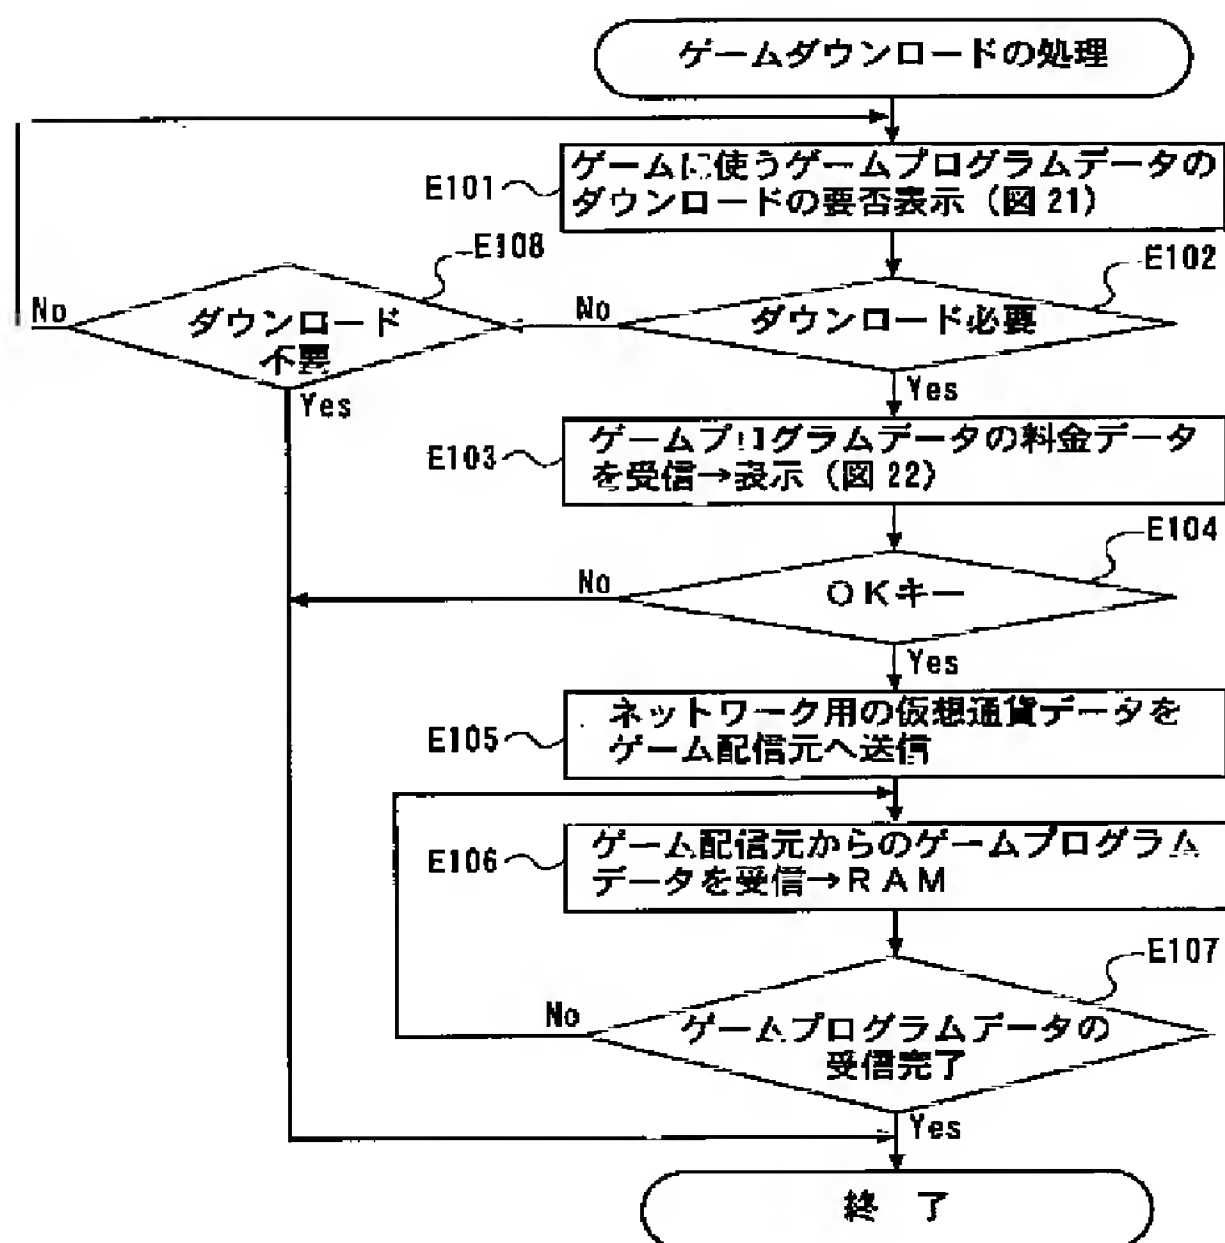 ゲームダウンロードの処理
E101
ゲームに使うゲームプログラムデータの
ダウンロードの要否表示（図21）
E108
E102
No
ダウンロード
不要
No
ダウンロード必要
Yes
Yes
E103
ゲームプログラムデータの料金データ
を受信→表示（図22）
E104
No
OKキー
Yes
E105
ネットワーク用の仮想通貨データを
ゲーム配信元へ送信
E106
ゲーム配信元からのゲームプログラム
データを受信→RAM
E107
No
ゲームプログラムデータの
受信完了
Yes
終 了